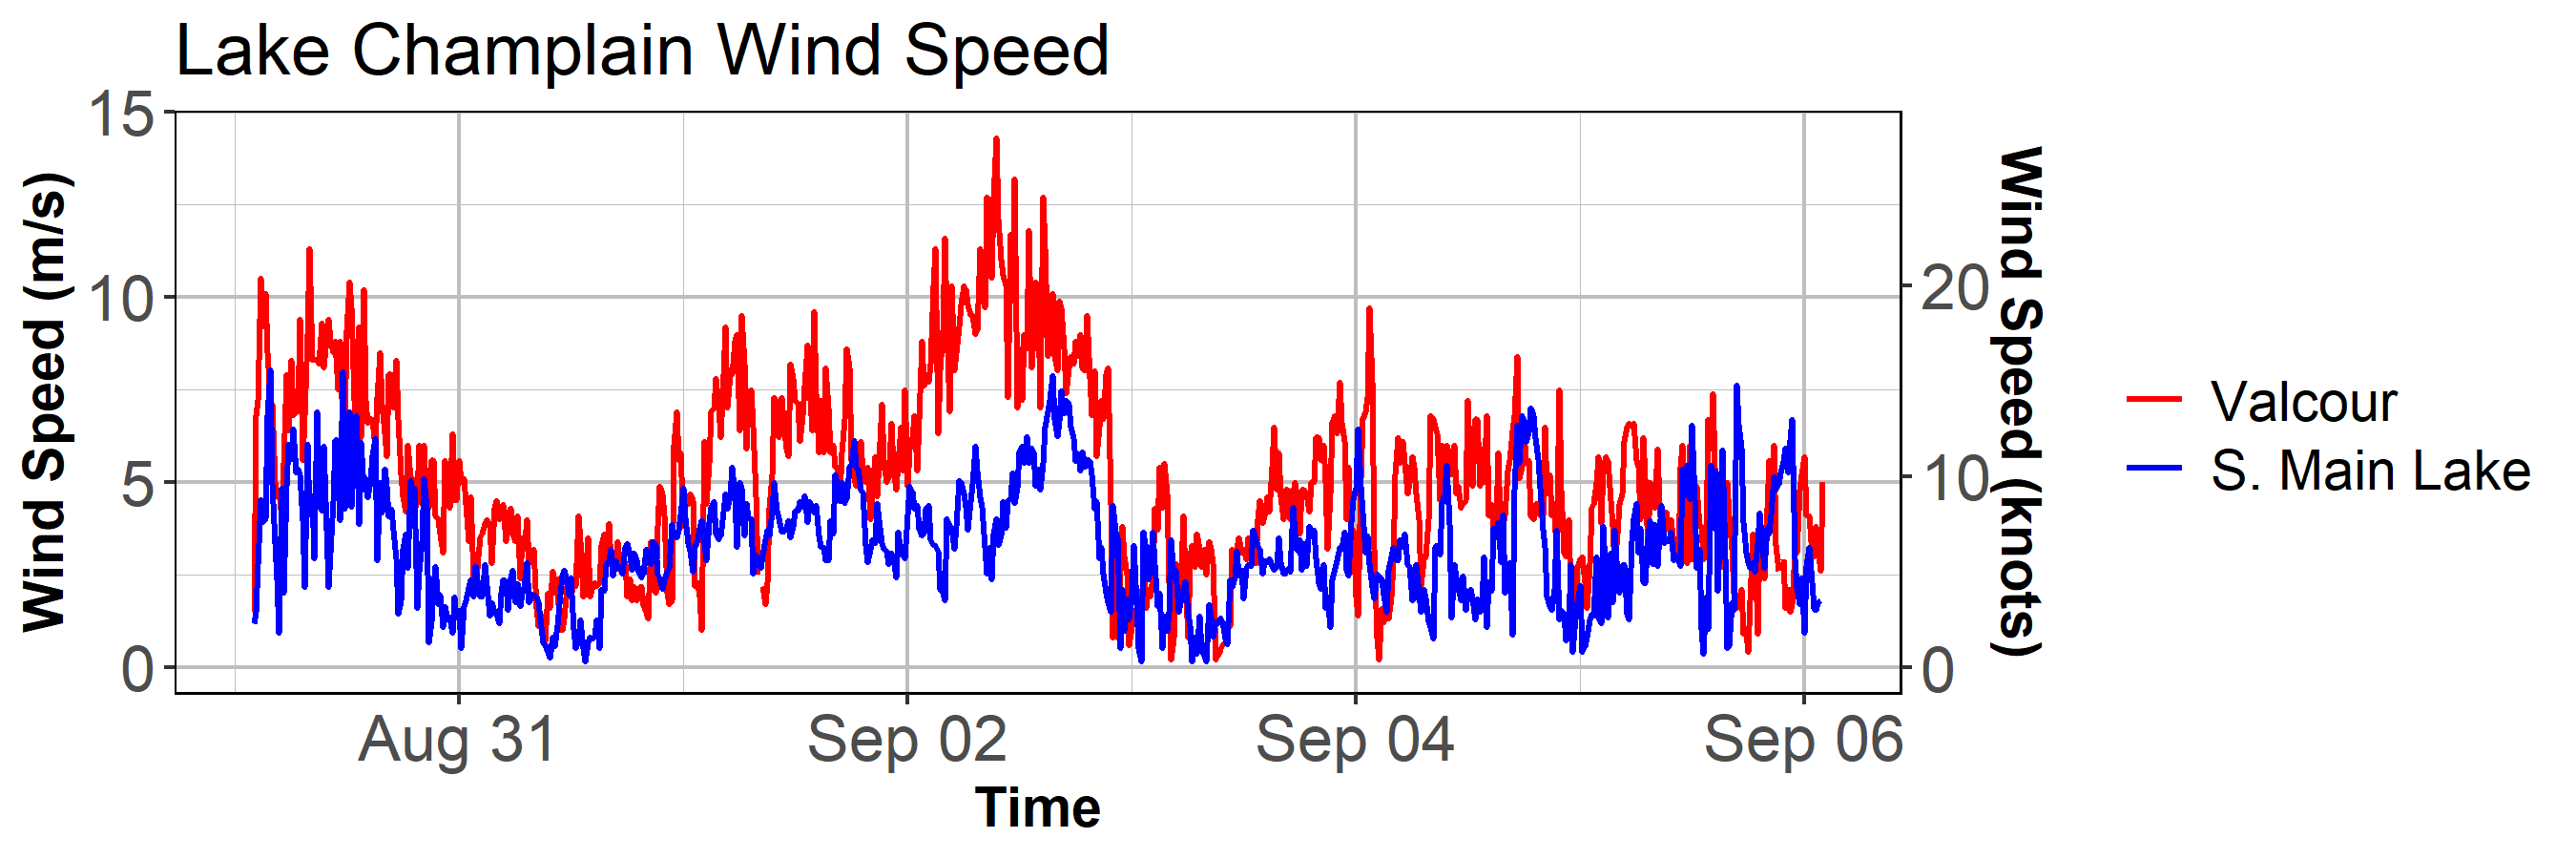 Lake Champlain Wind Speed
Wind Speed (m/s)
15
10
5
0
20
10
0
Wind Speed (knots)
Aug 31
Sep 02
Sep 04
Sep 06
Time
Valcour
S. Main Lake